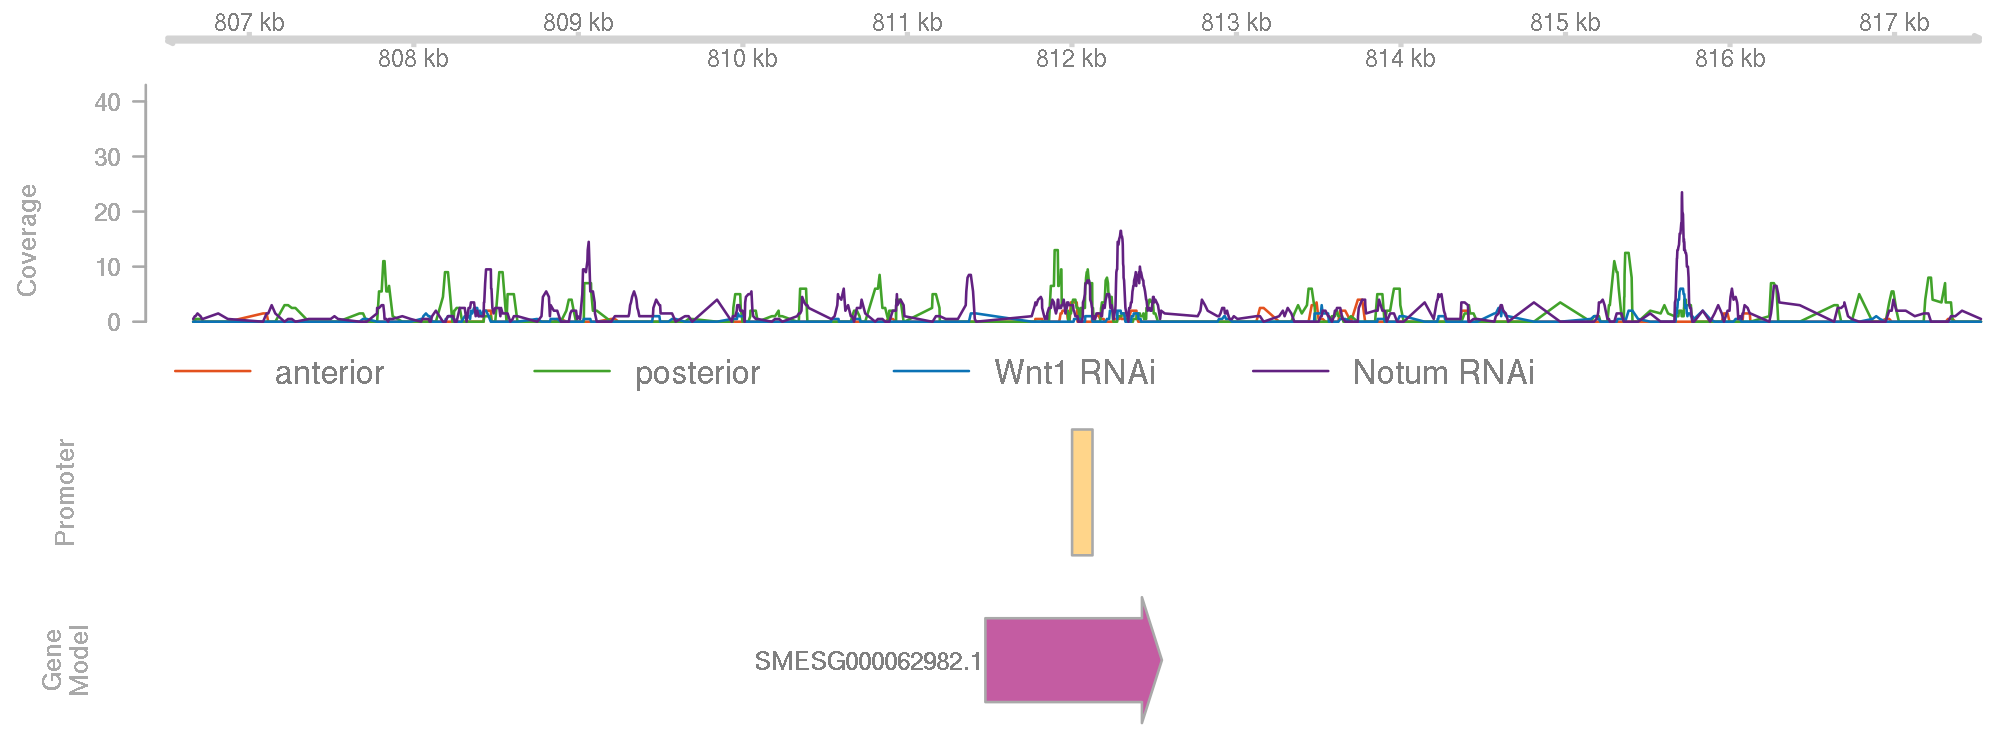 807 kb 809 kb 811 kb 813 kb 815 kb 817 kb
808 kb 810 kb 812 kb 814 kb 816 kb
40
30
20
10
0
Coverage
anterior posterior Wnt1 RNAi Notum RNAi
Promoter
Gene
Model
SMESG000062982.1